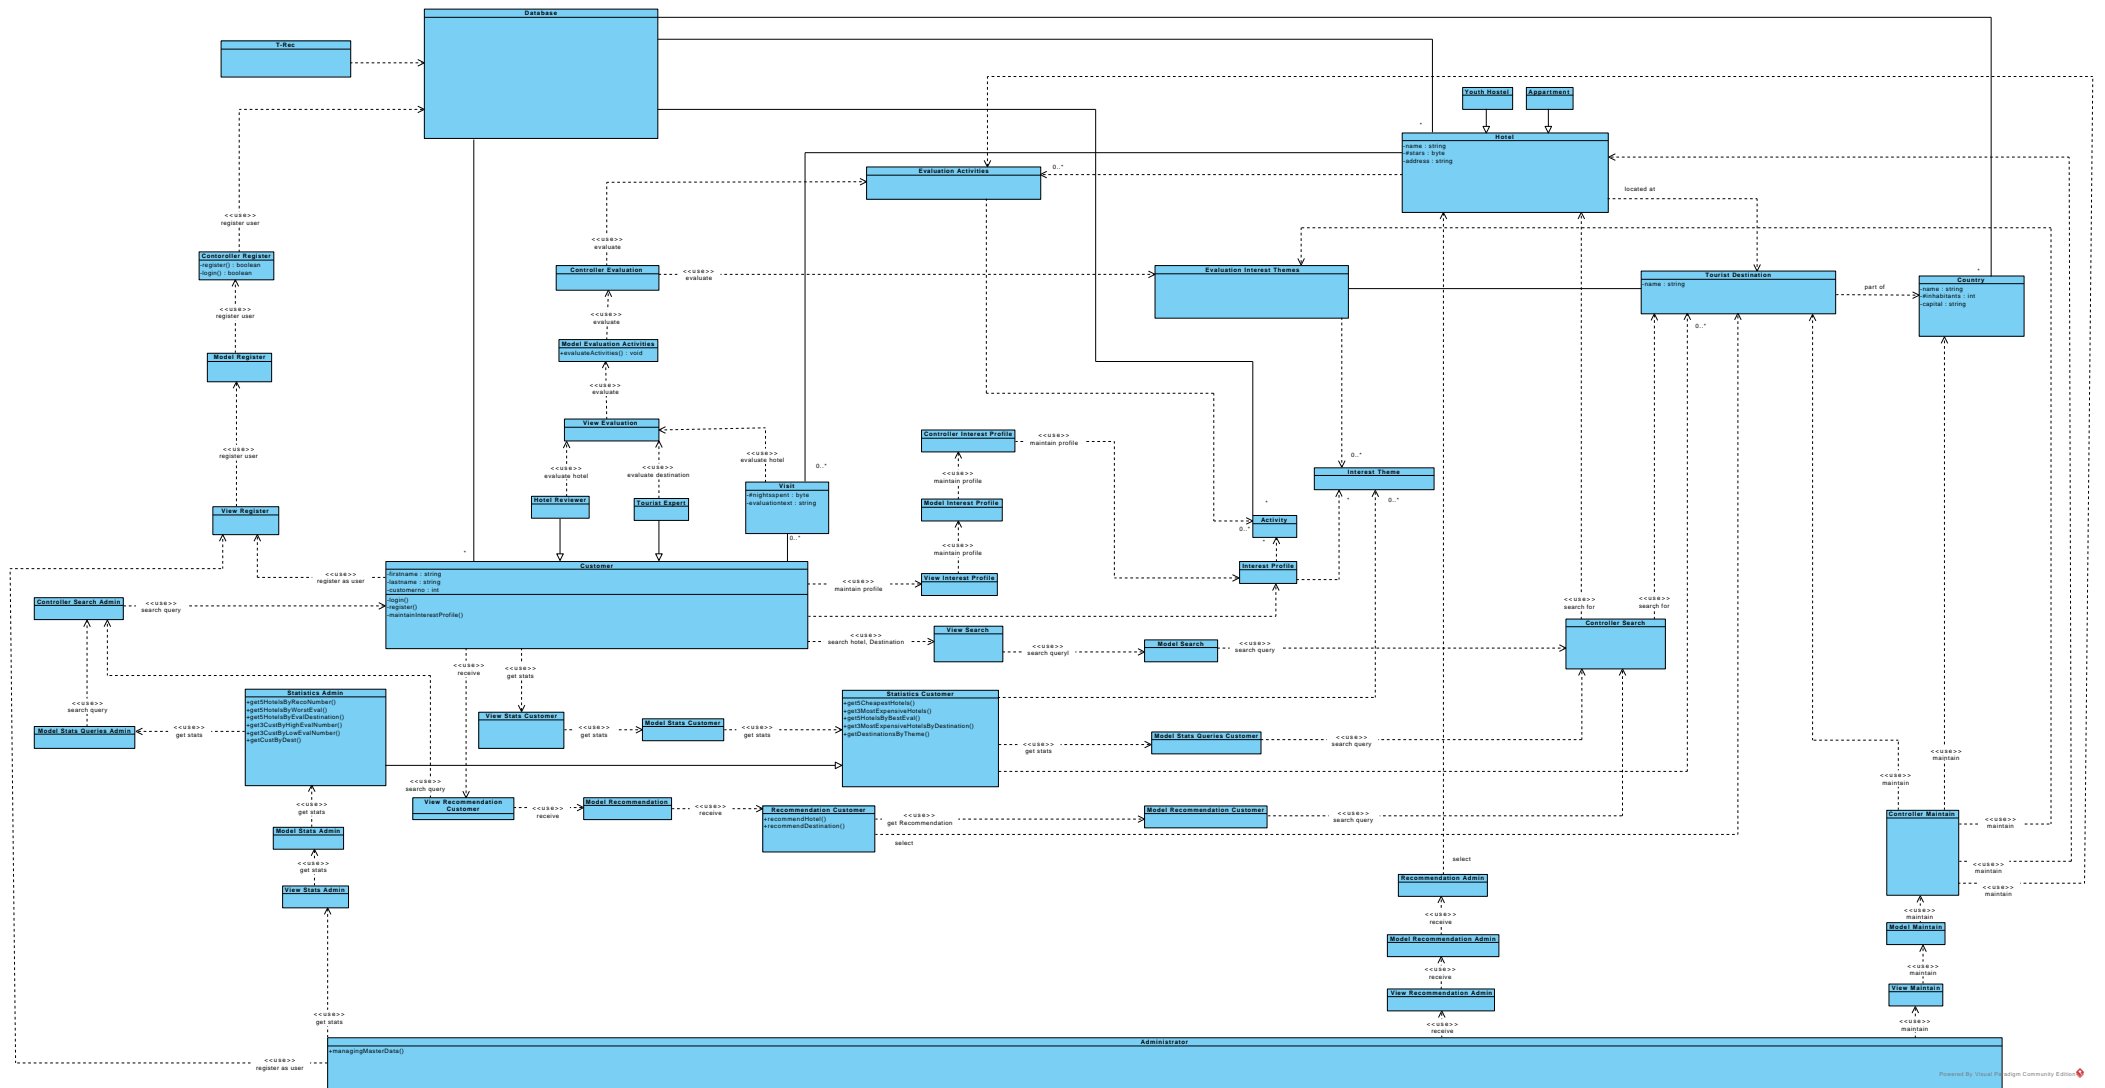 Database
T-Rec
Youth Hostel
Appartment
*
Hotel
-name : string
-#stars : byte
-address : string
0..*
Evaluation Activities
located at
<<use>>
register user
<<use>>
evaluate
Contoroller Register
-register() : boolean
-login() : boolean
Controller Evaluation
<<use>>
evaluate
Evaluation Interest Themes
Tourist Destination
-name : string
part of
*
Country
-name : string
-#inhabitants : int
-capital : string
<<use>>
register user
<<use>>
evaluate
0..*
Model Evaluation Activities
+evaluateActivities() : void
Model Register
<<use>>
evaluate
View Evaluation
Controller Interest Profile
<<use>>
maintain profile
<<use>>
register user
<<use>>
evaluate hotel
<<use>>
evaluate destination
<<use>>
evaluate hotel
0..*
<<use>>
maintain profile
0..*
Interest Theme
*
0..*
Visit
-#nightsspent : byte
-evaluationtext : string
Hotel Reviewer
Tourist Expert
Model Interest Profile
*
View Register
Activity
0..*
*
0..*
<<use>>
maintain profile
*
Customer
-firstname : string
-lastname : string
-customerno : int
-login()
-register()
-maintainInterestProfile()
<<use>>
register as user
<<use>>
maintain profile
View Interest Profile
Interest Profile
Controller Search Admin
<<use>>
search query
<<use>>
search for
<<use>>
search for
Controller Search
<<use>>
search hotel, Destination
View Search
<<use>>
search queryl
Model Search
<<use>>
search query
<<use>>
receive
<<use>>
get stats
Statistics Admin
+get5HotelsByRecoNumber()
+get5HotelsByWorstEval()
+get5HotelsByEvalDestination()
+get3CustByHighEvalNumber()
+get3CustByLowEvalNumber()
+getCustByDest()
Statistics Customer
+get5CheapestHotels()
+get3MostExpensiveHotels()
+get5HotelsByBestEval()
+get3MostExpensiveHotelsByDestination()
+getDestinationsByTheme()
<<use>>
search query
Model Stats Queries Admin
<<use>>
get stats
View Stats Customer
<<use>>
get stats
Model Stats Customer
<<use>>
get stats
<<use>>
get stats
Model Stats Queries Customer
<<use>>
search query
<<use>>
maintain
<<use>>
maintain
<<use>>
search query
<<use>>
get stats
View Recommendation
Customer
<<use>>
receive
Model Recommendation
<<use>>
receive
Recommendation Customer
+recommendHotel()
+recommendDestination()
<<use>>
get Recommendation
select
Model Recommendation Customer
<<use>>
search query
Controller Maintain
<<use>>
maintain
<<use>>
maintain
<<use>>
maintain
Model Stats Admin
<<use>>
get stats
select
View Stats Admin
Recommendation Admin
<<use>>
receive
<<use>>
maintain
Model Recommendation Admin
Model Maintain
<<use>>
receive
<<use>>
maintain
View Recommendation Admin
View Maintain
<<use>>
get stats
<<use>>
receive
<<use>>
maintain
Administrator
+managingMasterData()
<<use>>
register as user
Powered By Visual Paradigm Community Edition